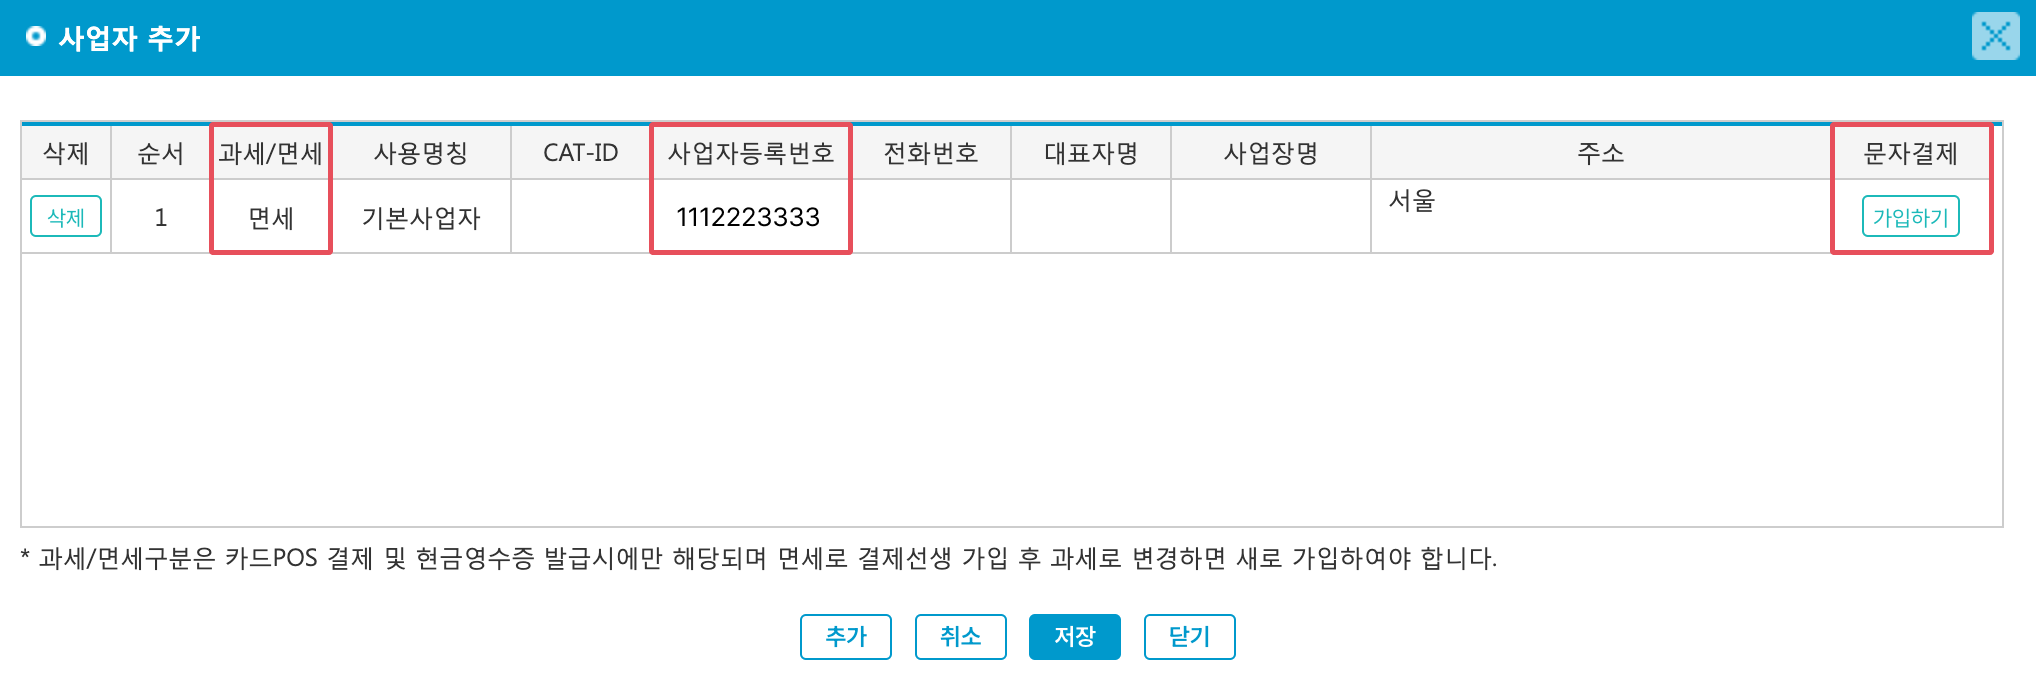 사업자 추가
삭제 순서 과세/면세 사용명칭 CAT-ID 사업자등록번호 전화번호 대표자명 사업장명 주소 문자결제
삭제 1 면세 기본사업자 1112223333 서울 가입하기
* 과세/면세구분은 카드POS 결제 및 현금영수증 발급시에만 해당되며 면세로 결제선생 가입 후 과세로 변경하면 새로 가입하여야 합니다.
추가 취소 저장 닫기